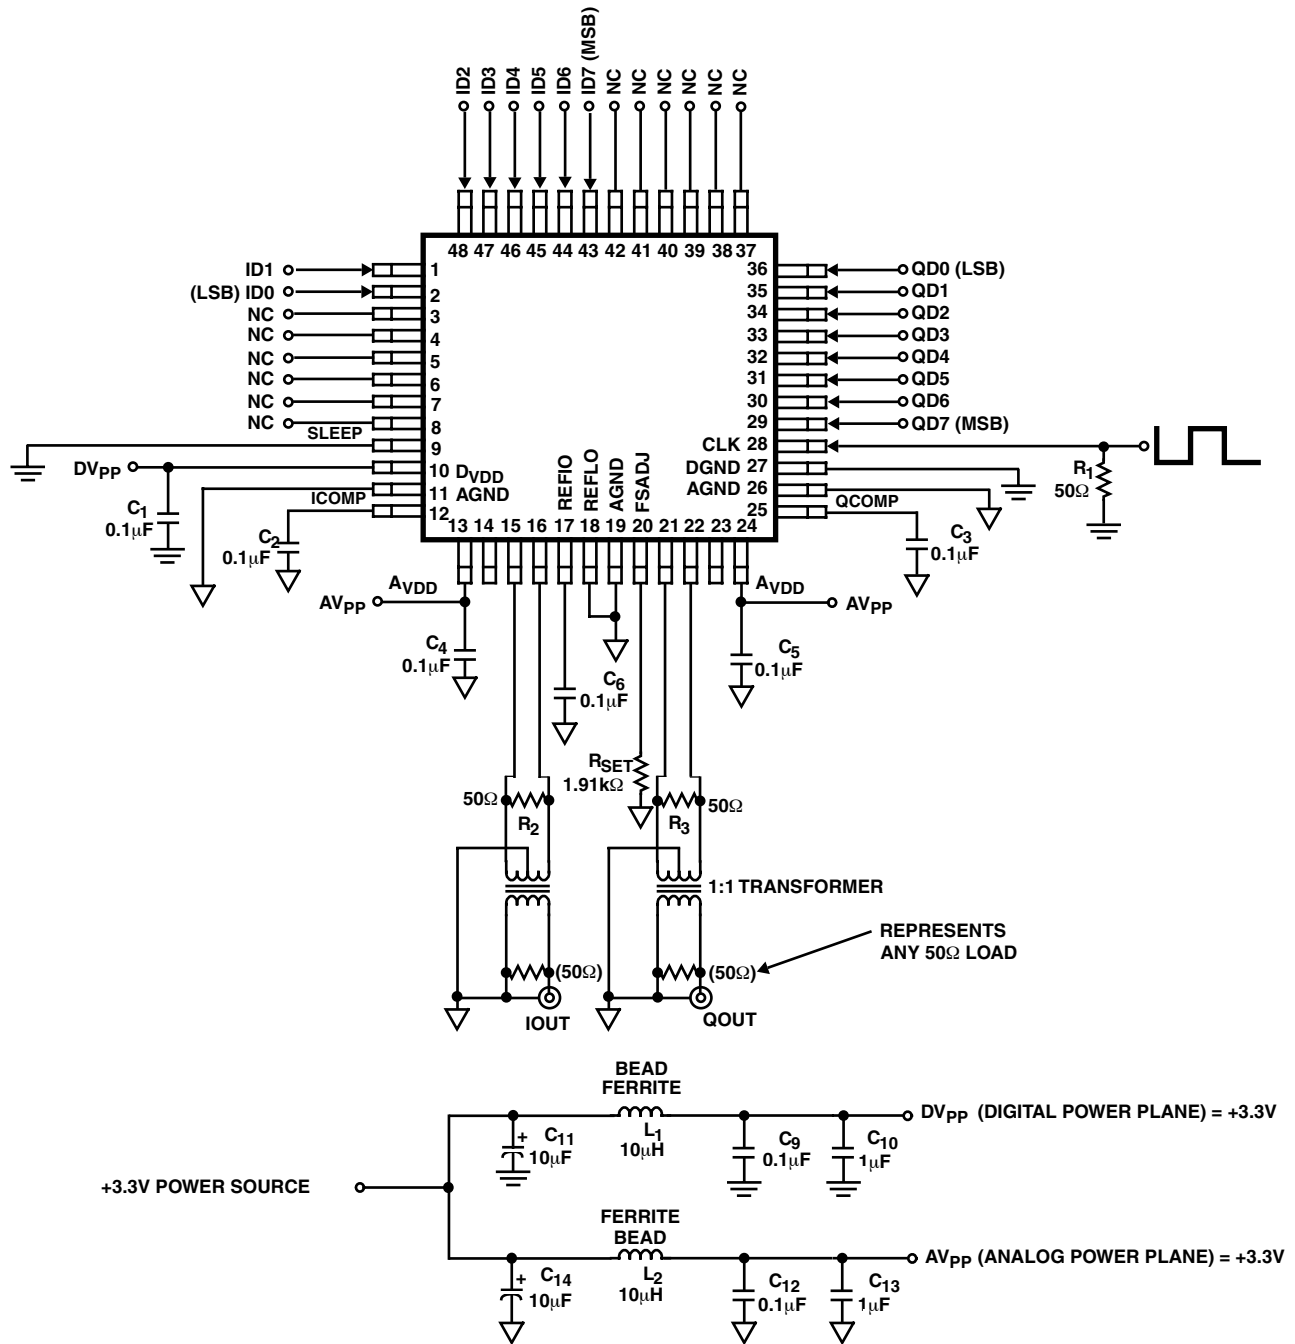 ID2
ID3
ID4
ID5
ID6
ID7 (MSB)
NC
NC
NC
NC
NC
NC
48 47 46 45 44 43 42 41 40 39 38 37
ID1 1
(LSB) ID0 2
NC 3
NC 4
NC 5
NC 6
NC 7
NC 8
SLEEP 9
DVPP 10 DVDD
11 AGND
ICOMP 12
36 QD0 (LSB)
35 QD1
34 QD2
33 QD3
32 QD4
31 QD5
30 QD6
29 QD7 (MSB)
CLK 28
DGND 27
AGND 26
25 QCOMP
R1
50Ω
REFIO
REFLO
AGND
FSADJ
13 14 15 16 17 18 19 20 21 22 23 24
C1
0.1μF
C2
0.1μF
C3
0.1μF
AVDD
AVPP
AVDD
AVPP
C4
0.1μF
C5
0.1μF
C6
0.1μF
RSET
1.91kΩ
50Ω
R2
R3
50Ω
1:1 TRANSFORMER
REPRESENTS
ANY 50Ω LOAD
(50Ω)
(50Ω)
IOUT
QOUT
BEAD
FERRITE
L1
10μH
+
C11
10μF
C9
0.1μF
C10
1μF
DVPP (DIGITAL POWER PLANE) = +3.3V
+3.3V POWER SOURCE
FERRITE
BEAD
L2
10μH
+
C14
10μF
C12
0.1μF
C13
1μF
AVPP (ANALOG POWER PLANE) = +3.3V